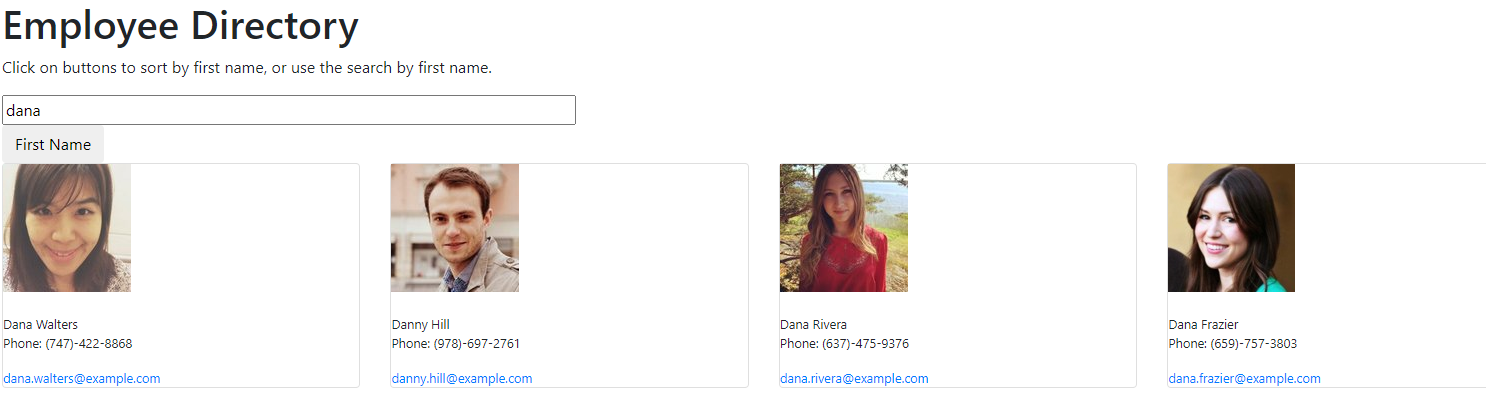 Employee Directory
Click on buttons to sort by first name, or use the search by first name.
dana
First Name
Dana Walters
Phone: (747)-422-8868
dana.walters@example.com
Danny Hill
Phone: (978)-697-2761
danny.hill@example.com
Dana Rivera
Phone: (637)-475-9376
dana.rivera@example.com
Dana Frazier
Phone: (659)-757-3803
dana.frazier@example.com